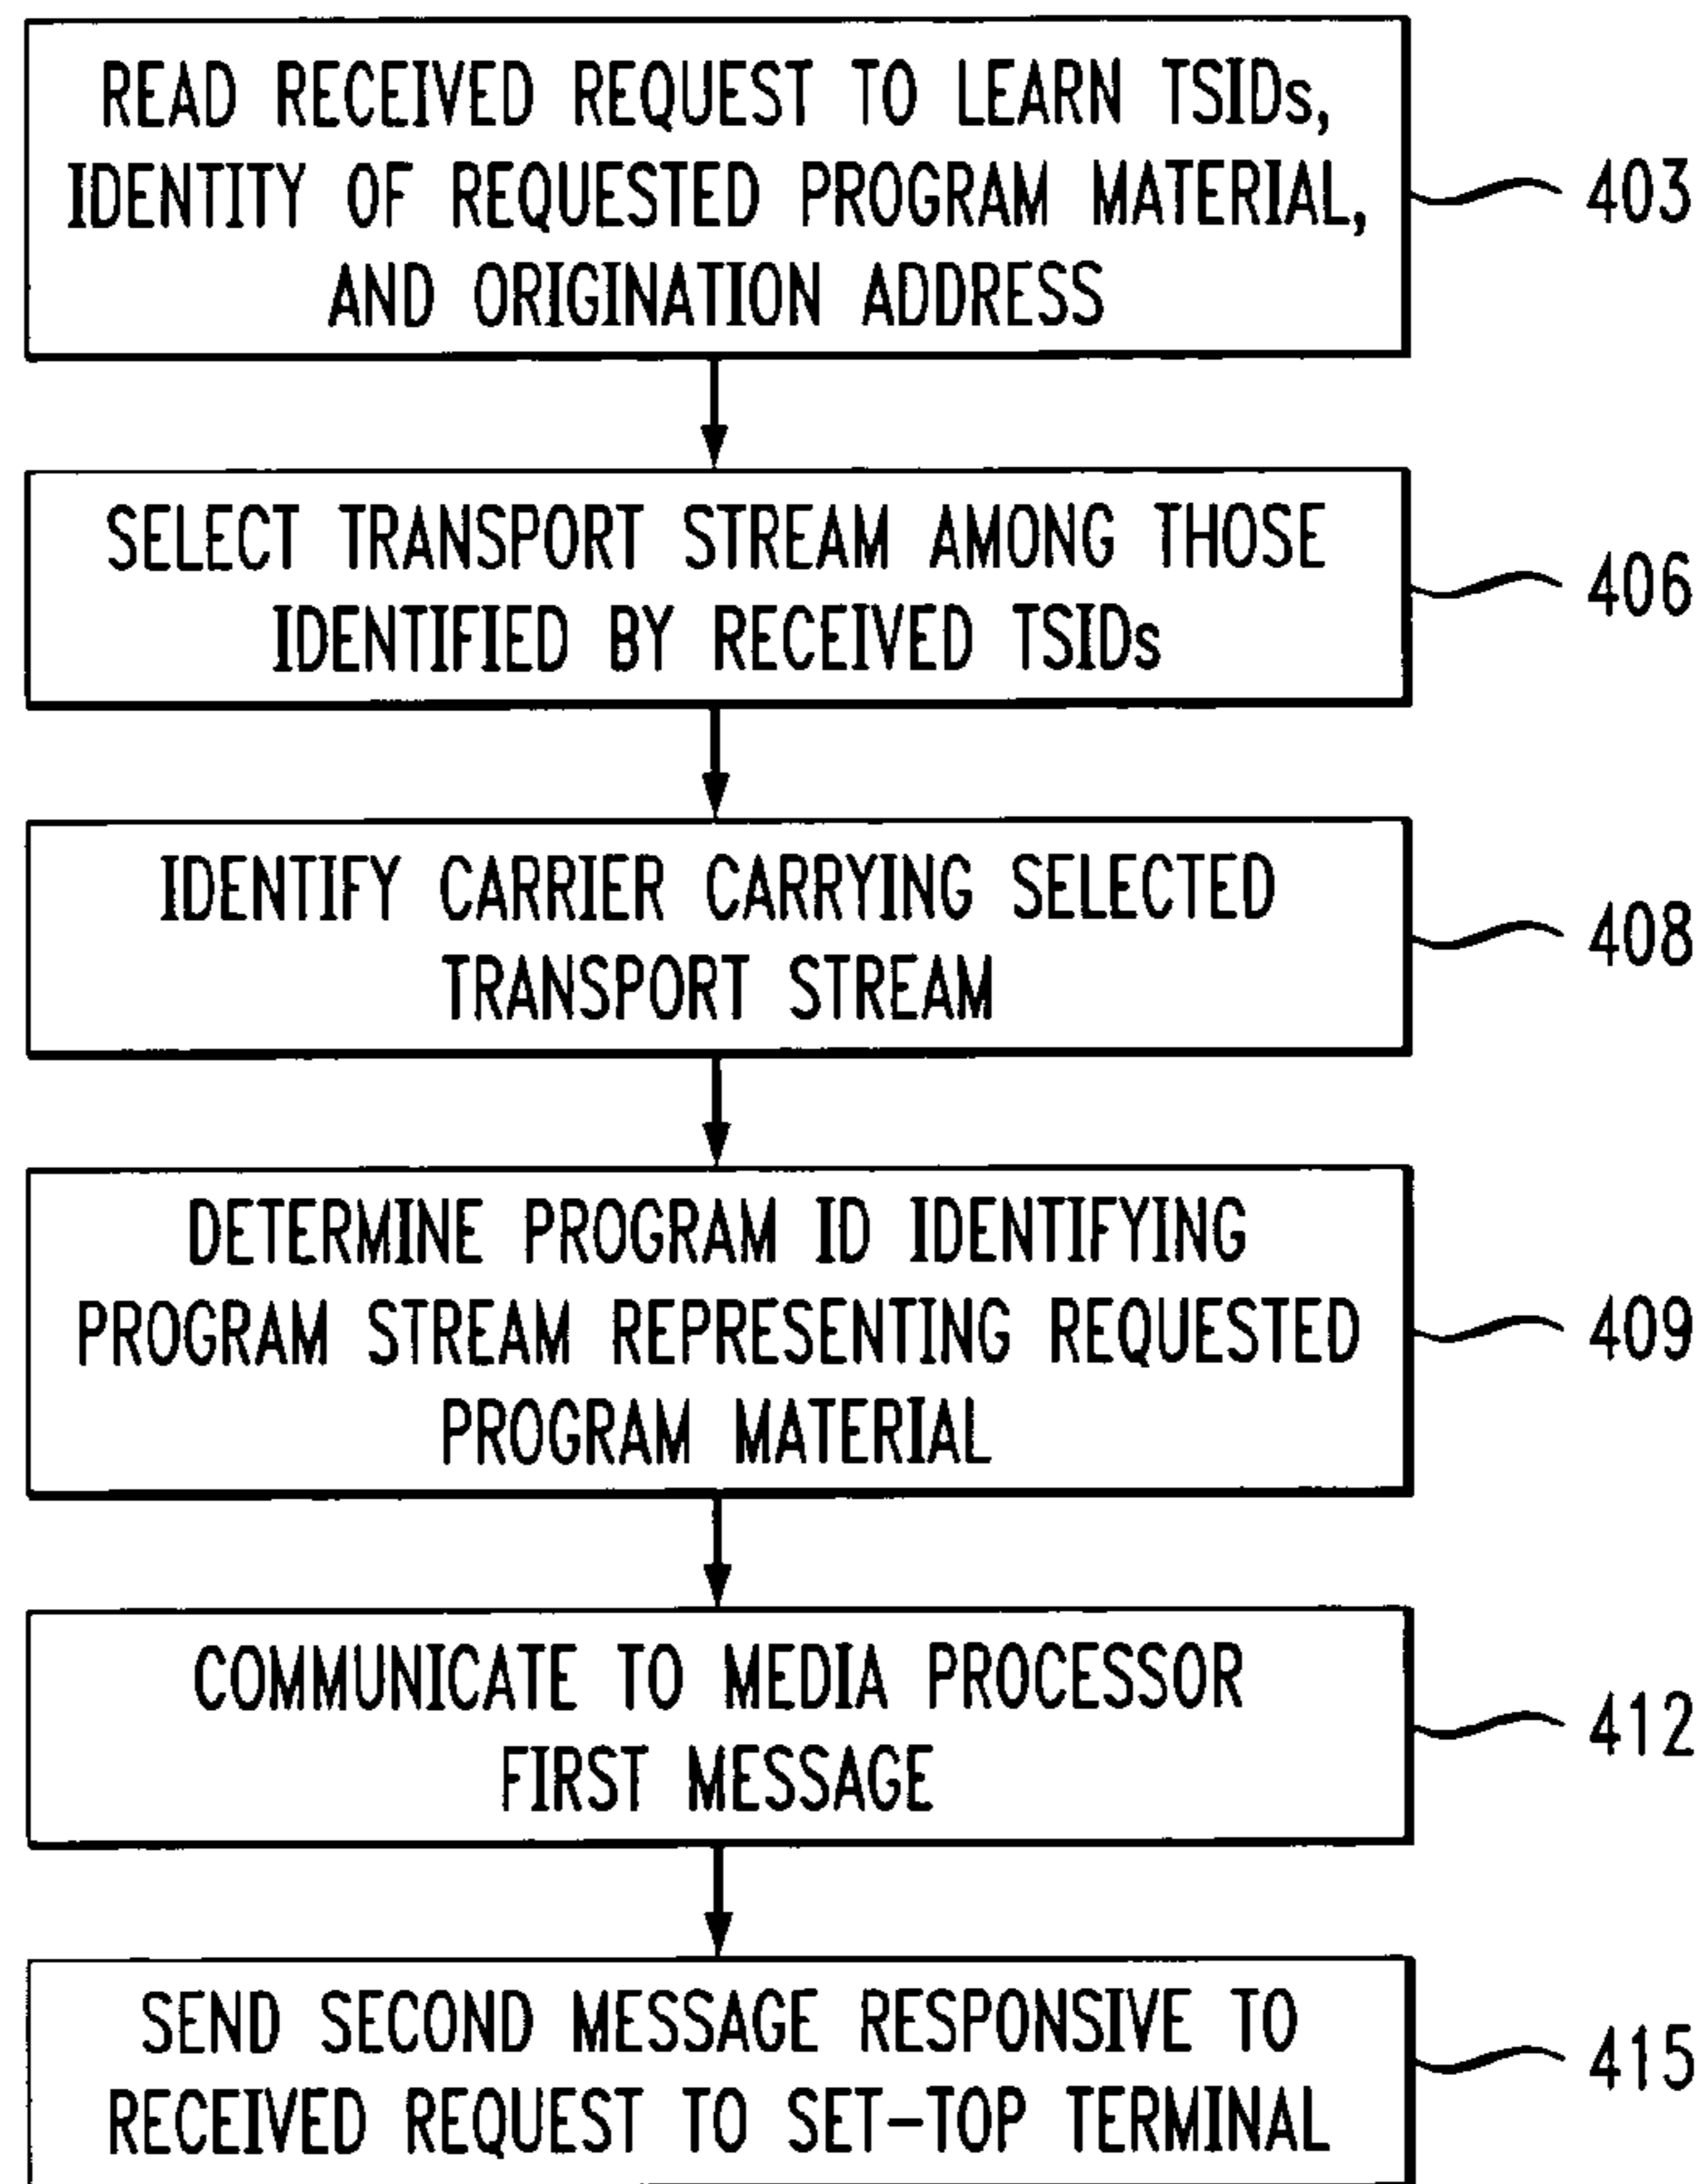 READ RECEIVED REQUEST TO LEARN TSIDs,
IDENTITY OF REQUESTED PROGRAM MATERIAL,
AND ORIGINATION ADDRESS
403
SELECT TRANSPORT STREAM AMONG THOSE
IDENTIFIED BY RECEIVED TSIDs
406
IDENTIFY CARRIER CARRYING SELECTED
TRANSPORT STREAM
408
DETERMINE PROGRAM ID IDENTIFYING
PROGRAM STREAM REPRESENTING REQUESTED
PROGRAM MATERIAL
409
COMMUNICATE TO MEDIA PROCESSOR
FIRST MESSAGE
412
SEND SECOND MESSAGE RESPONSIVE TO
RECEIVED REQUEST TO SET-TOP TERMINAL
415